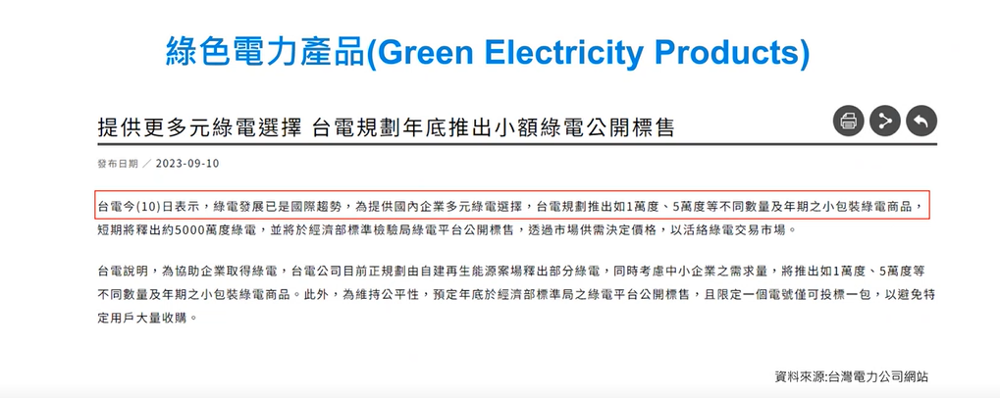 綠色電力產品(Green Electricity Products)
提供更多元綠電選擇 台電規劃年底推出小額綠電公開標售
發布日期 ／ 2023-09-10
台電今(10)日表示，綠電發展已是國際趨勢，為提供國內企業多元綠電選擇，台電規劃推出如1萬度、5萬度等不同數量及年期之小包裝綠電商品，
短期將釋出約5000萬度綠電，並將於經濟部標準檢驗局綠電平台公開標售，透過市場供需決定價格，以活絡綠電交易市場。
台電說明，為協助企業取得綠電，台電公司目前正規劃由自建再生能源案場釋出部分綠電，同時考慮中小企業之需求量，將推出如1萬度、5萬度等
不同數量及年期之小包裝綠電商品。此外，為維持公平性，預定年底於經濟部標準局之綠電平台公開標售，且限定一個電號僅可投標一包，以避免特
定用戶大量收購。
資料來源:台灣電力公司網站